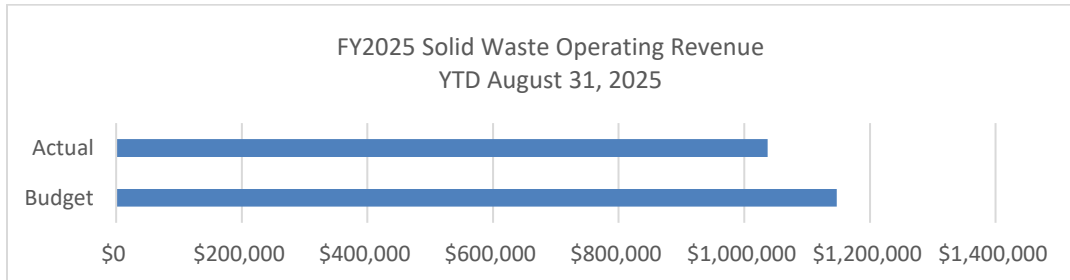 FY2025 Solid Waste Operating Revenue
YTD August 31, 2025
Actual
Budget
$0 $200,000 $400,000 $600,000 $800,000 $1,000,000 $1,200,000 $1,400,000